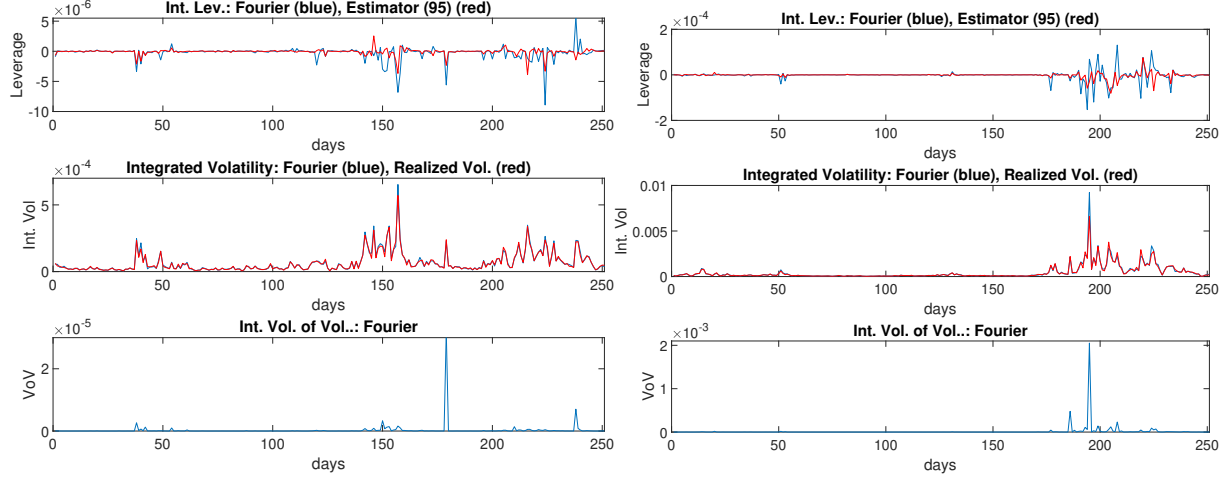 ×10⁻⁶ Int. Lev.: Fourier (blue), Estimator (95) (red)
5
0
-5
-10
Leverage
0 50 100 150 200 250
days
×10⁻⁴ Integrated Volatility: Fourier (blue), Realized Vol. (red)
5
0
Int. Vol
0 50 100 150 200 250
days
×10⁻⁵ Int. Vol. of Vol..: Fourier
2
0
VoV
0 50 100 150 200 250
days
×10⁻⁴ Int. Lev.: Fourier (blue), Estimator (95) (red)
2
0
-2
Leverage
0 50 100 150 200 250
days
Integrated Volatility: Fourier (blue), Realized Vol. (red)
0.01
0.005
0
Int. Vol
0 50 100 150 200 250
days
×10⁻³ Int. Vol. of Vol..: Fourier
2
1
0
VoV
0 50 100 150 200 250
days